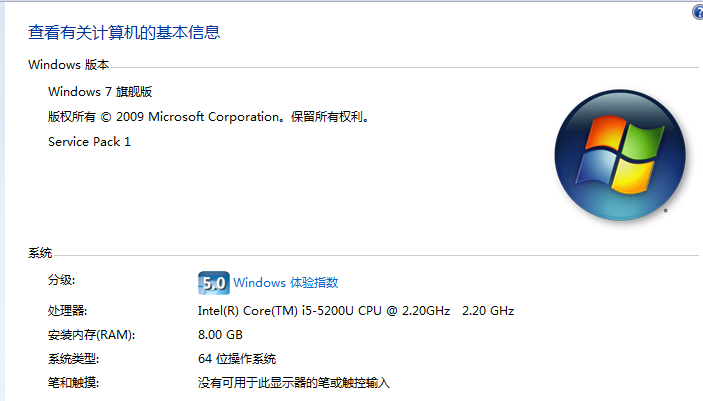 查看有关计算机的基本信息
Windows 版本
Windows 7 旗舰版
版权所有 © 2009 Microsoft Corporation。保留所有权利。
Service Pack 1
系统
分级: 5.0 Windows 体验指数
处理器: Intel(R) Core(TM) i5-5200U CPU @ 2.20GHz 2.20 GHz
安装内存(RAM): 8.00 GB
系统类型: 64 位操作系统
笔和触摸: 没有可用于此显示器的笔或触控输入